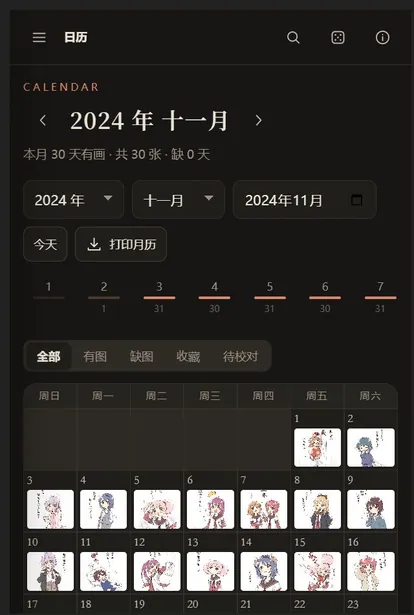 日历
CALENDAR
2024 年 十一月
本月 30 天有画 · 共 30 张 · 缺 0 天
2024 年 十一月 2024年11月
今天 打印月历
1 2 3 4 5 6 7
1 31 30 31 30 31
全部 有图 缺图 收藏 待校对
周日 周一 周二 周三 周四 周五 周六
1 2
3 4 5 6 7 8 9
10 11 12 13 14 15 16
17 18 19 20 21 22 23